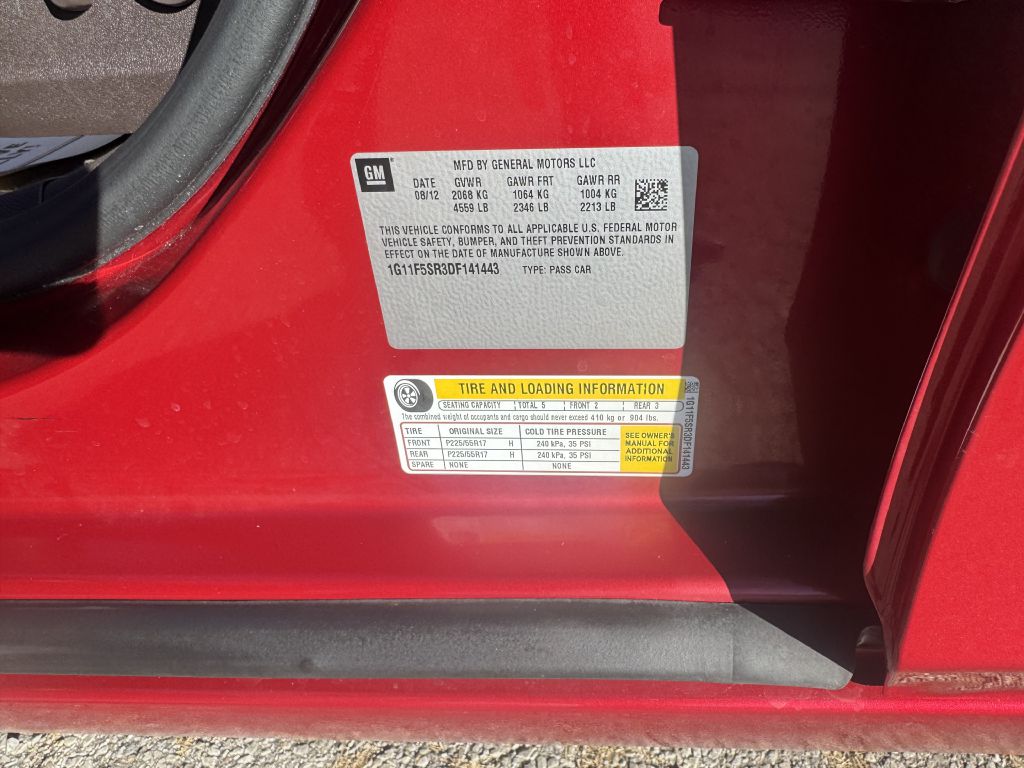 GM
MFD BY GENERAL MOTORS LLC
DATE GVWR GAWR FRT GAWR RR
08/12 2068 KG 1064 KG 1004 KG
4559 LB 2346 LB 2213 LB
THIS VEHICLE CONFORMS TO ALL APPLICABLE U.S. FEDERAL MOTOR
VEHICLE SAFETY, BUMPER, AND THEFT PREVENTION STANDARDS IN
EFFECT ON THE DATE OF MANUFACTURE SHOWN ABOVE.
1G11F5SR3DF141443 TYPE: PASS CAR
TIRE AND LOADING INFORMATION
SEATING CAPACITY TOTAL 5 FRONT 2 REAR 3
The combined weight of occupants and cargo should never exceed 410 kg or 904 lbs.
TIRE ORIGINAL SIZE COLD TIRE PRESSURE
FRONT P225/55R17 H 240 kPa, 35 PSI
REAR P225/55R17 H 240 kPa, 35 PSI
SPARE NONE NONE
SEE OWNER'S
MANUAL FOR
ADDITIONAL
INFORMATION
1G11F5SR3DF141443